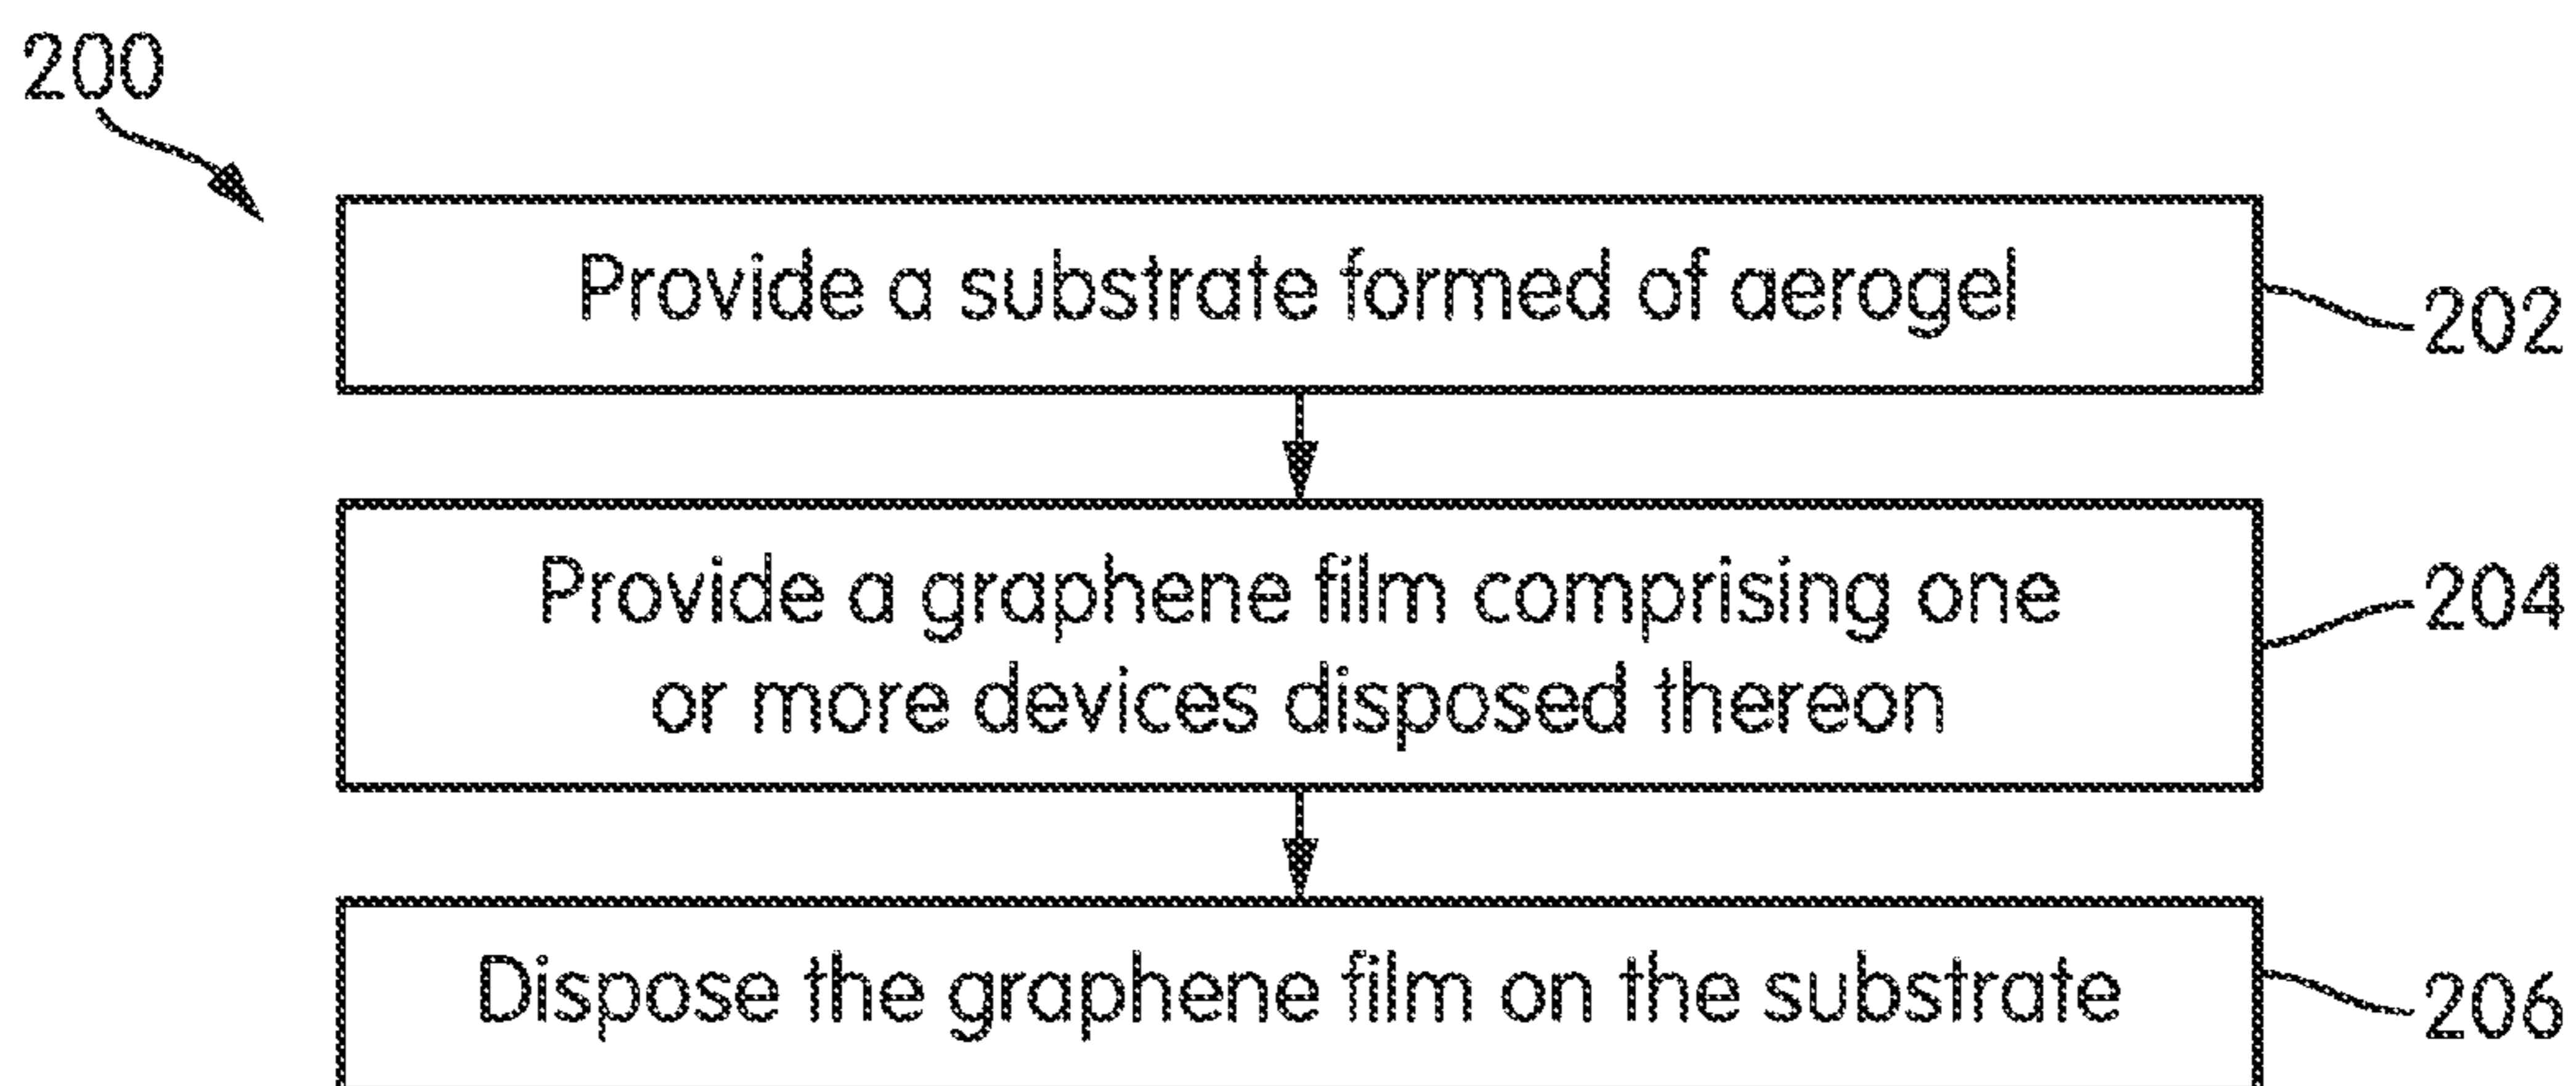 200
Provide a substrate formed of aerogel
202
Provide a graphene film comprising one
or more devices disposed thereon
204
Dispose the graphene film on the substrate
206